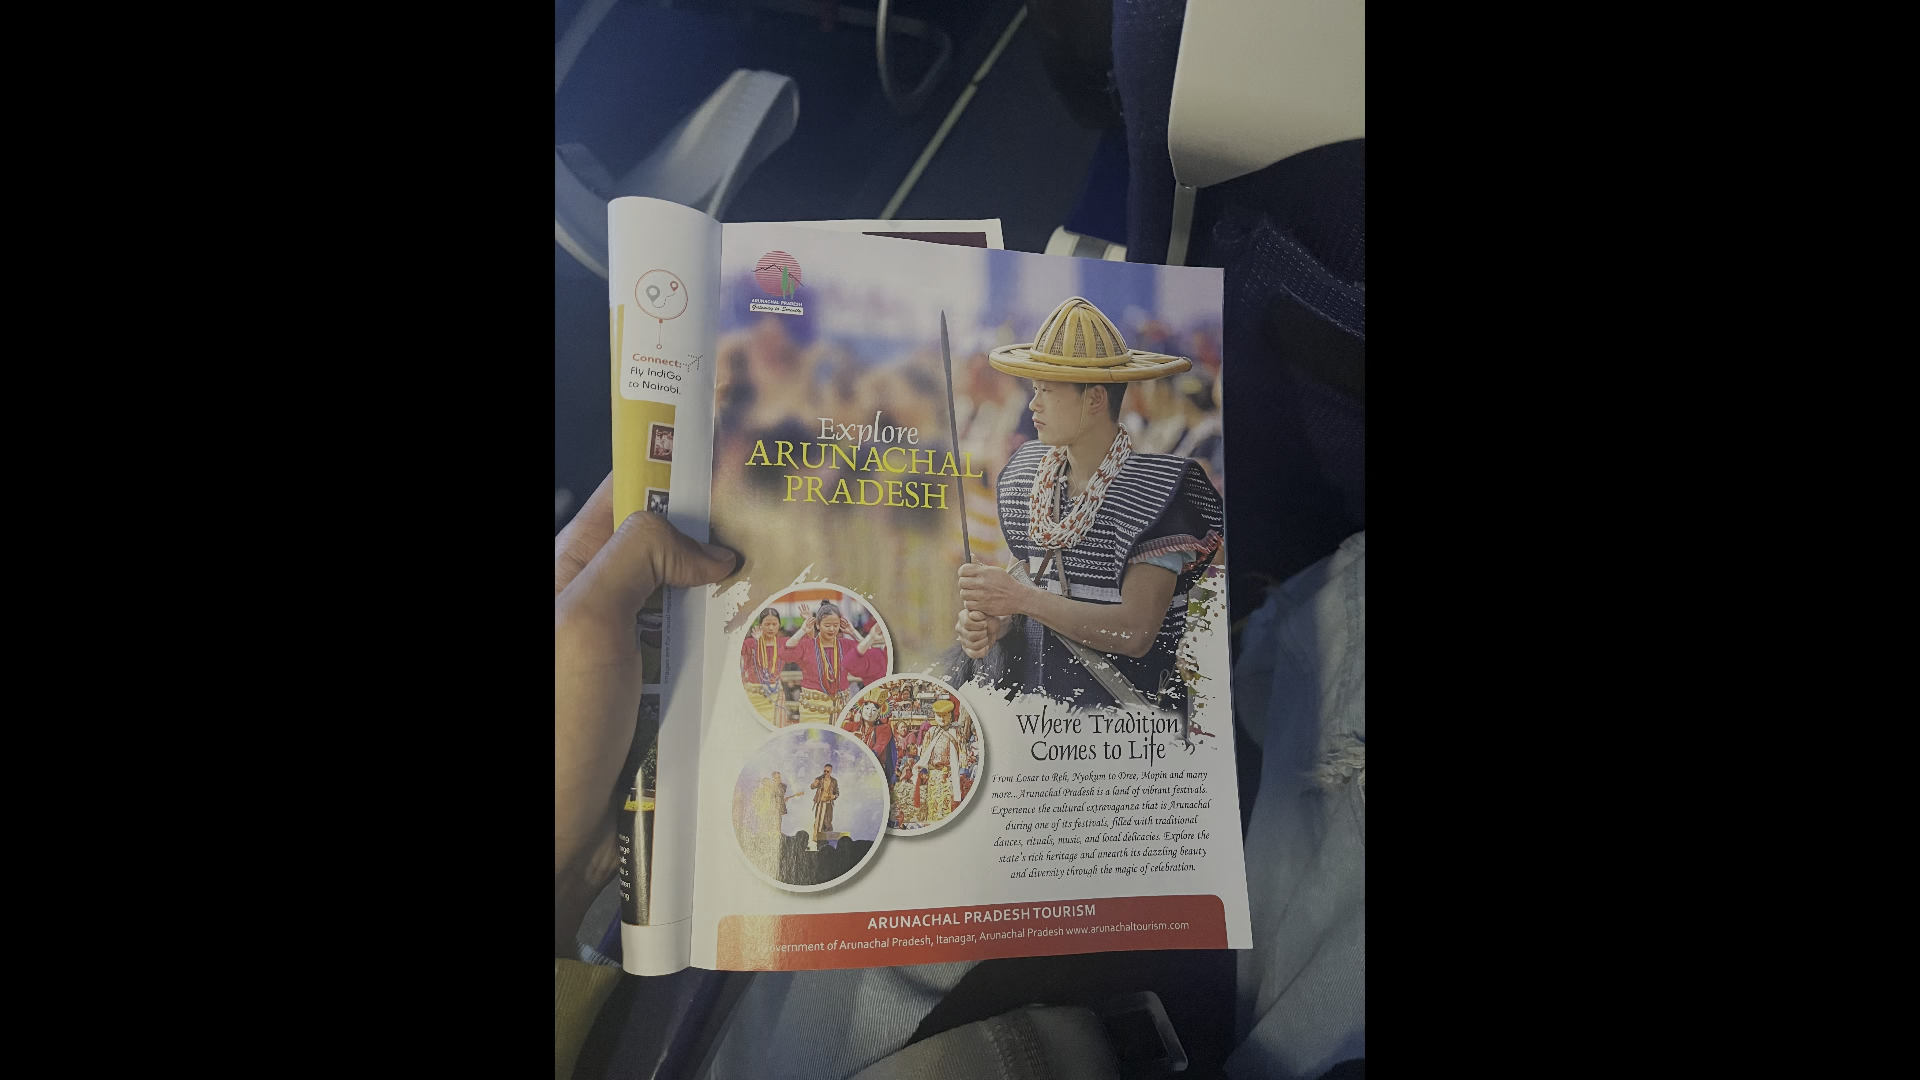 Connect:
Fly IndiGo
to Nairobi.
ARUNACHAL PRADESH
Explore
ARUNACHAL
PRADESH
Where Tradition
Comes to Life
From Losar to Reh, Nyokum to Dree, Mopin and many
more...Arunachal Pradesh is a land of vibrant festivals.
Experience the cultural extravaganza that is Arunachal
during one of its festivals, filled with traditional
dances, rituals, music, and local delicacies. Explore the
state's rich heritage and unearth its dazzling beauty
and diversity through the magic of celebration.
ARUNACHAL PRADESH TOURISM
vernment of Arunachal Pradesh, Itanagar, Arunachal Pradesh www.arunachaltourism.com